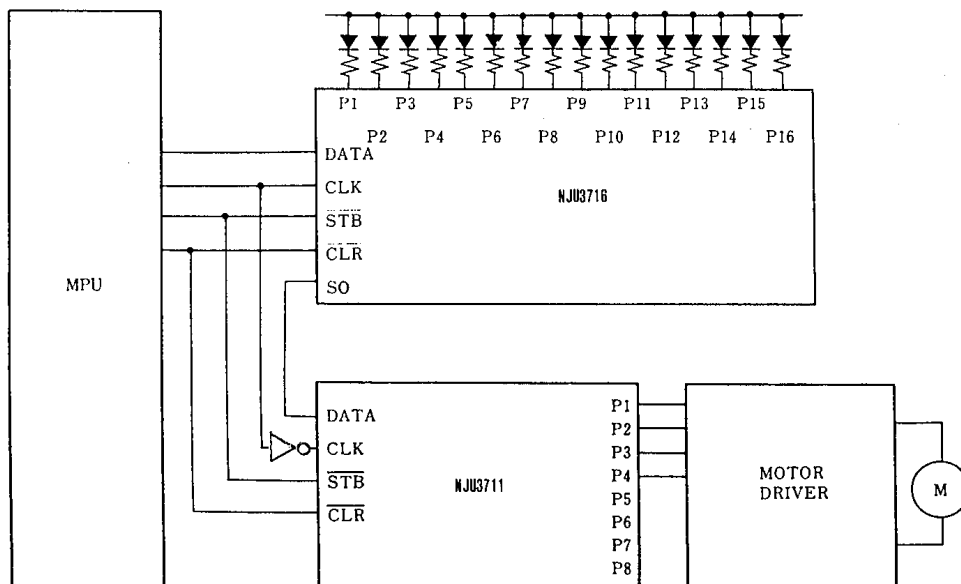 P1 P3 P5 P7 P9 P11 P13 P15
P2 P4 P6 P8 P10 P12 P14 P16
DATA
CLK
STB
CLR
SO
NJU3716
MPU
DATA
CLK
STB
CLR
NJU3711
P1
P2
P3
P4
P5
P6
P7
P8
MOTOR
DRIVER
M